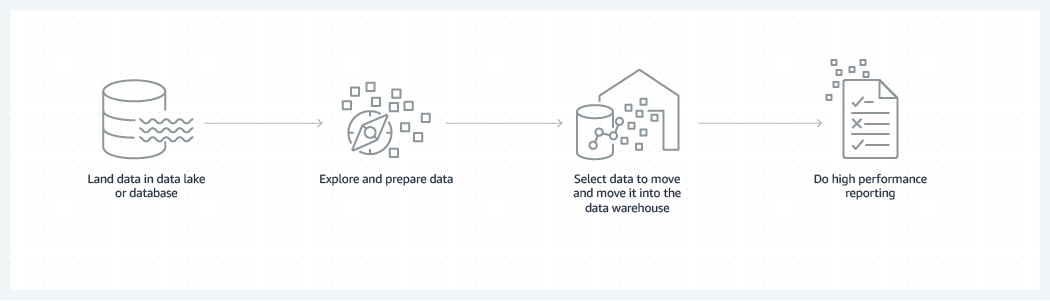 Land data in data lake
or database
Explore and prepare data
Select data to move
and move it into the
data warehouse
Do high performance
reporting